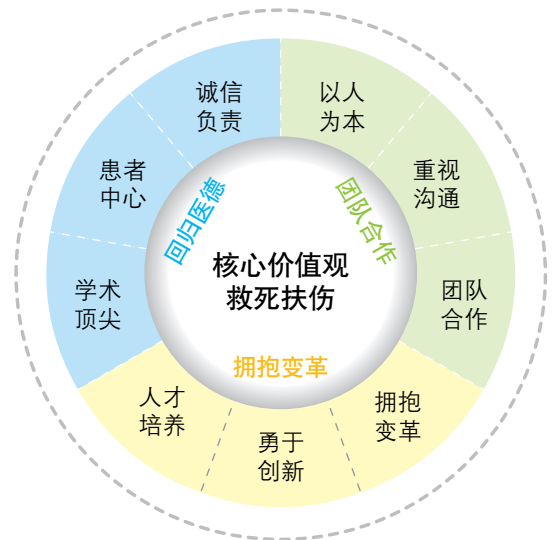 诚信
负责
以人
为本
患者
中心
重视
沟通
回归医德
团队合作
核心价值观
救死扶伤
学术
顶尖
团队
合作
拥抱变革
人才
培养
拥抱
变革
勇于
创新